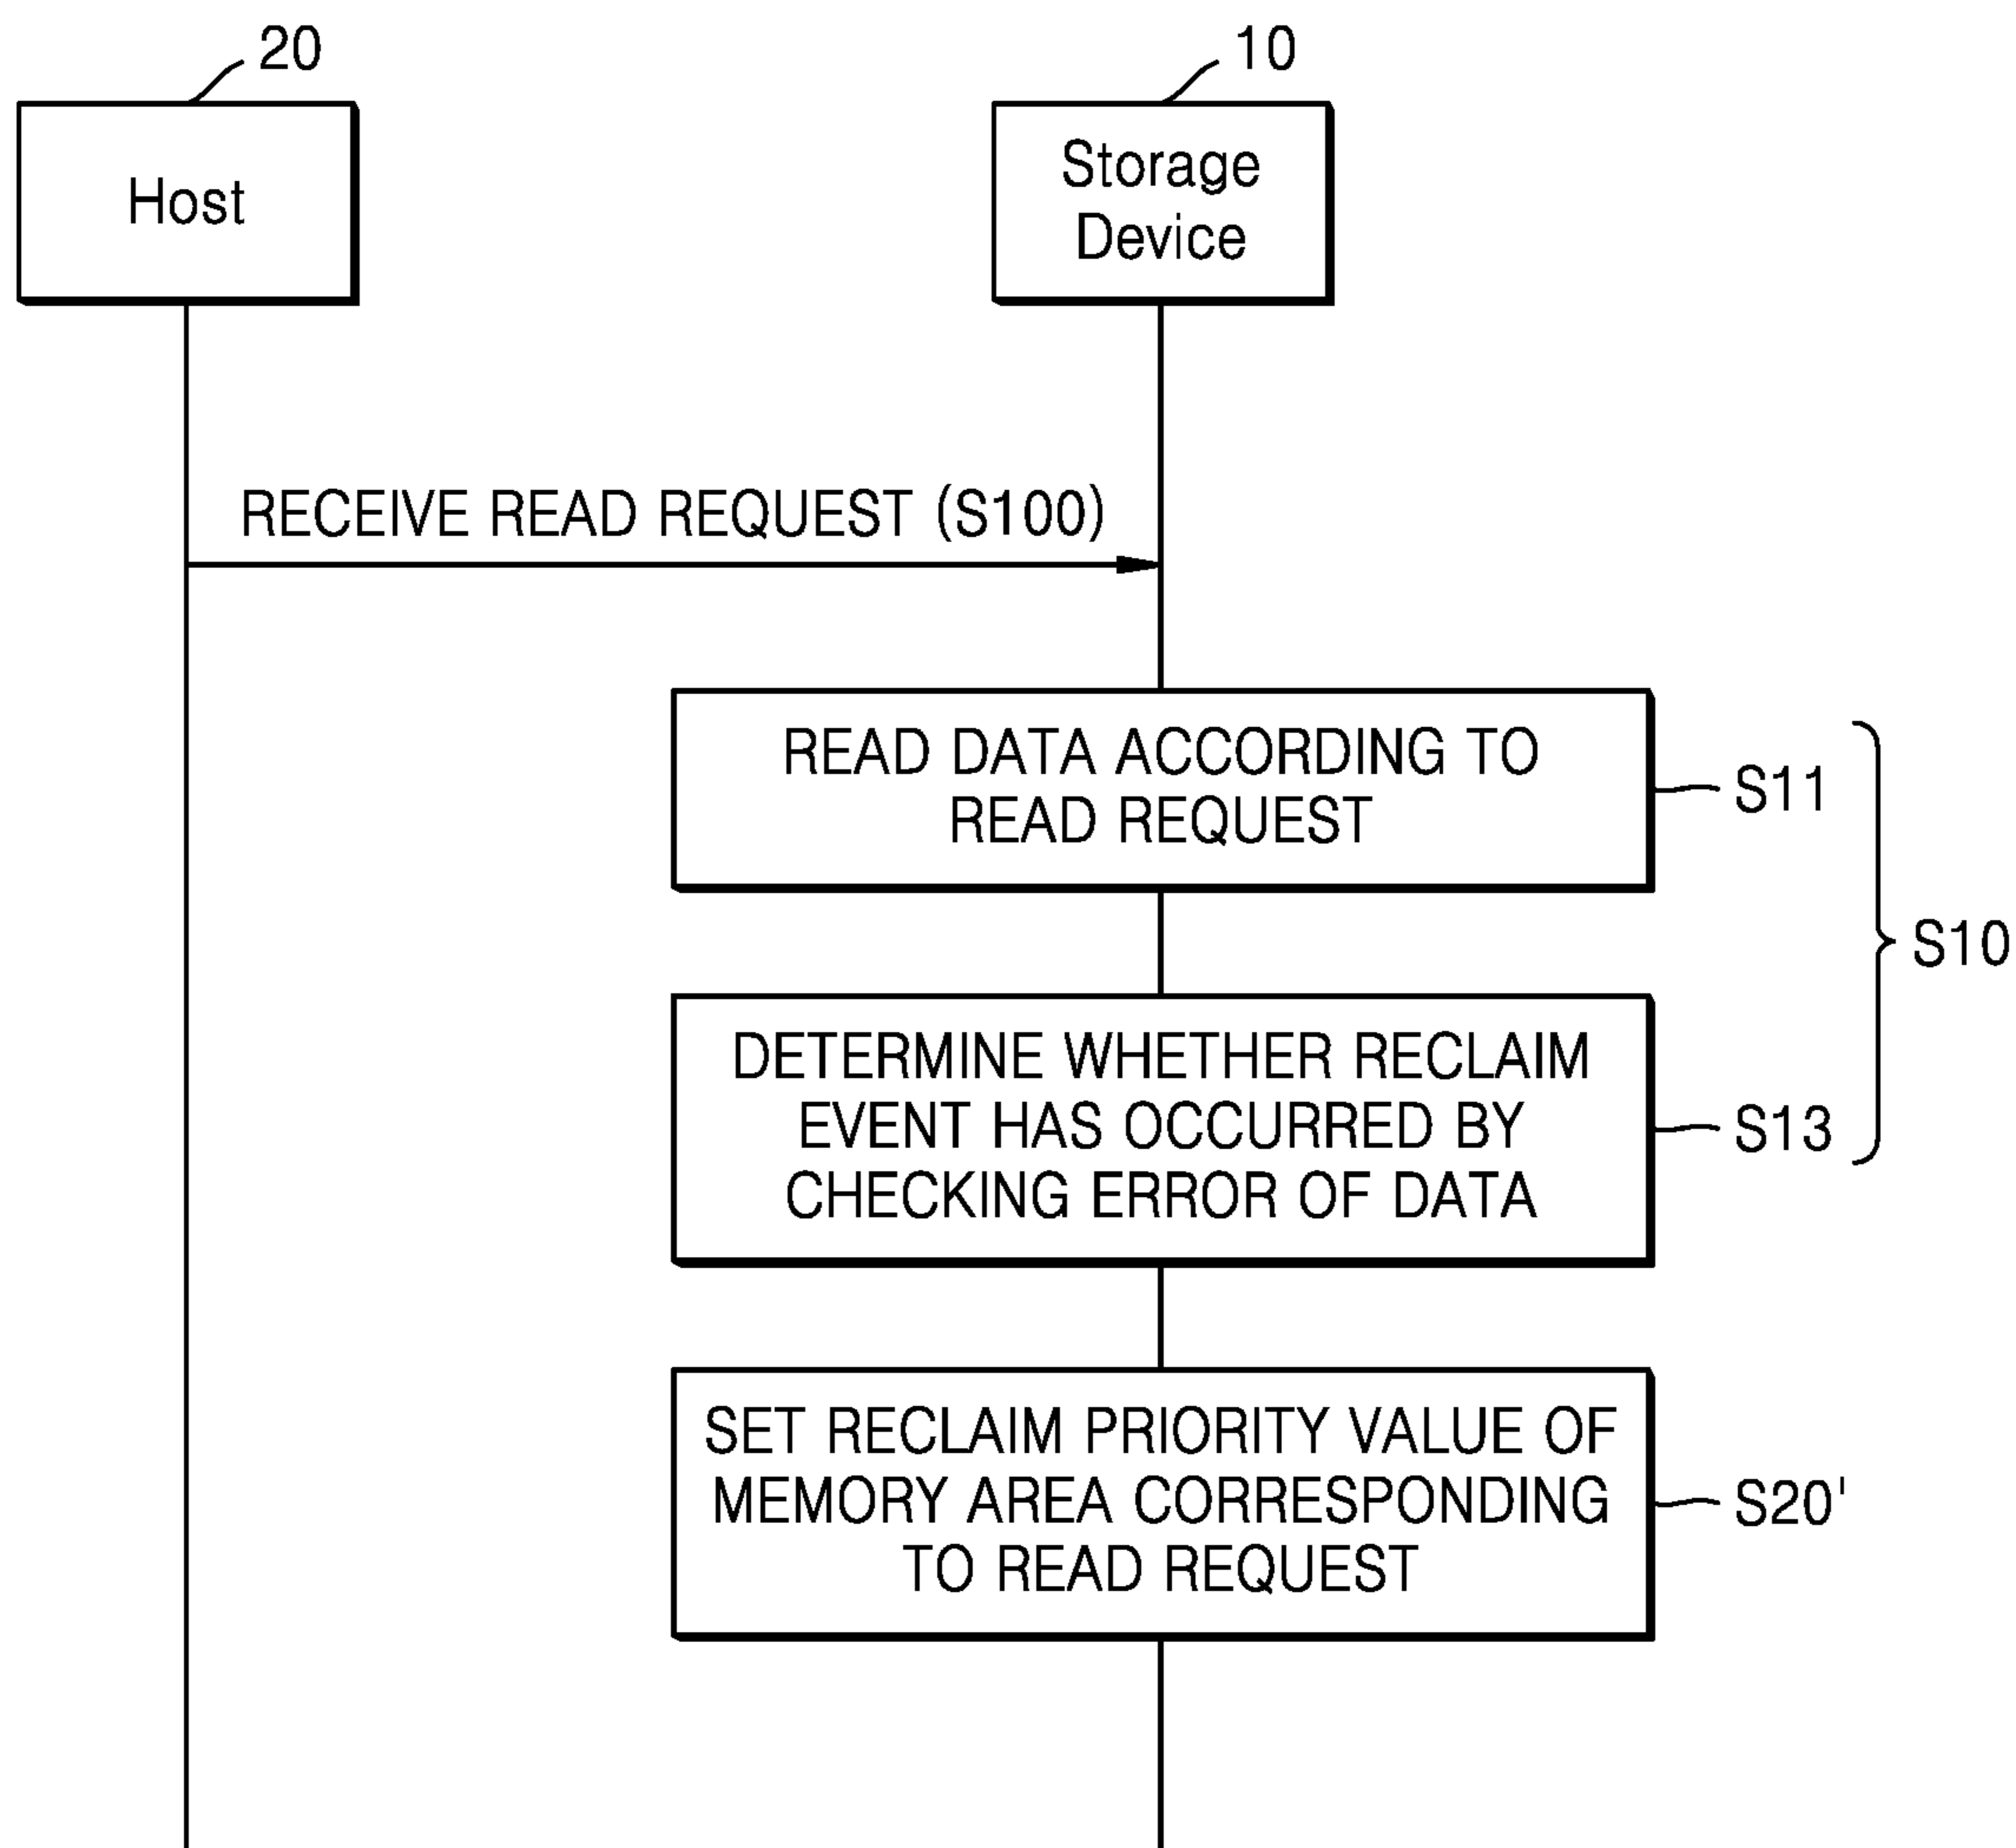 20
10
Host
Storage
Device
RECEIVE READ REQUEST (S100)
READ DATA ACCORDING TO
READ REQUEST
S11
S10
DETERMINE WHETHER RECLAIM
EVENT HAS OCCURRED BY
CHECKING ERROR OF DATA
S13
SET RECLAIM PRIORITY VALUE OF
MEMORY AREA CORRESPONDING
TO READ REQUEST
S20'